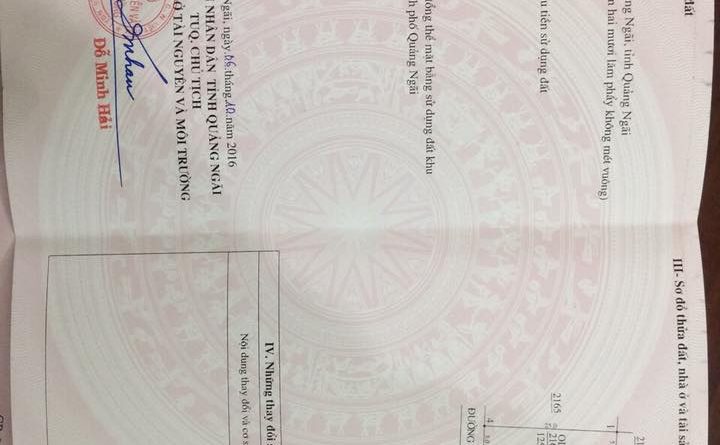 đất
ng Ngãi, tỉnh Quảng Ngãi
n hai mươi lăm phẩy không mét vuông)
u tiền sử dụng đất
tổng thể mặt bằng sử dụng đất khu
h phố Quảng Ngãi
Ngãi, ngày 06 tháng 10 năm 2016
NHÂN DÂN TỈNH QUẢNG NGÃI
TUQ. CHỦ TỊCH
Ở TÀI NGUYÊN VÀ MÔI TRƯỜNG
Đỗ Minh Hải
III- Sơ đồ thửa đất, nhà ở và tài sả
2165
1
4
ĐƯỜNG
IV. Những thay đổi
Nội dung thay đổi và cơ s